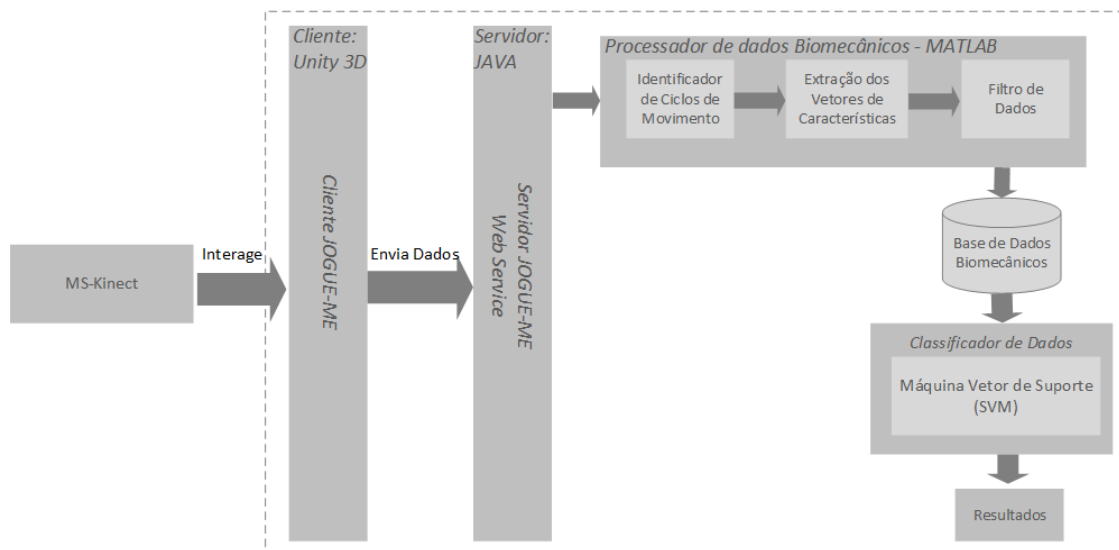 MS-Kinect
Interage
Cliente:
Unity 3D
Cliente JOGUE-ME
Envia Dados
Servidor:
JAVA
Servidor JOGUE-ME
Web Service
Processador de dados Biomecânicos - MATLAB
Identificador
de Ciclos de
Movimento
Extração dos
Vetores de
Características
Filtro de
Dados
Base de Dados
Biomecânicos
Classificador de Dados
Máquina Vetor de Suporte
(SVM)
Resultados